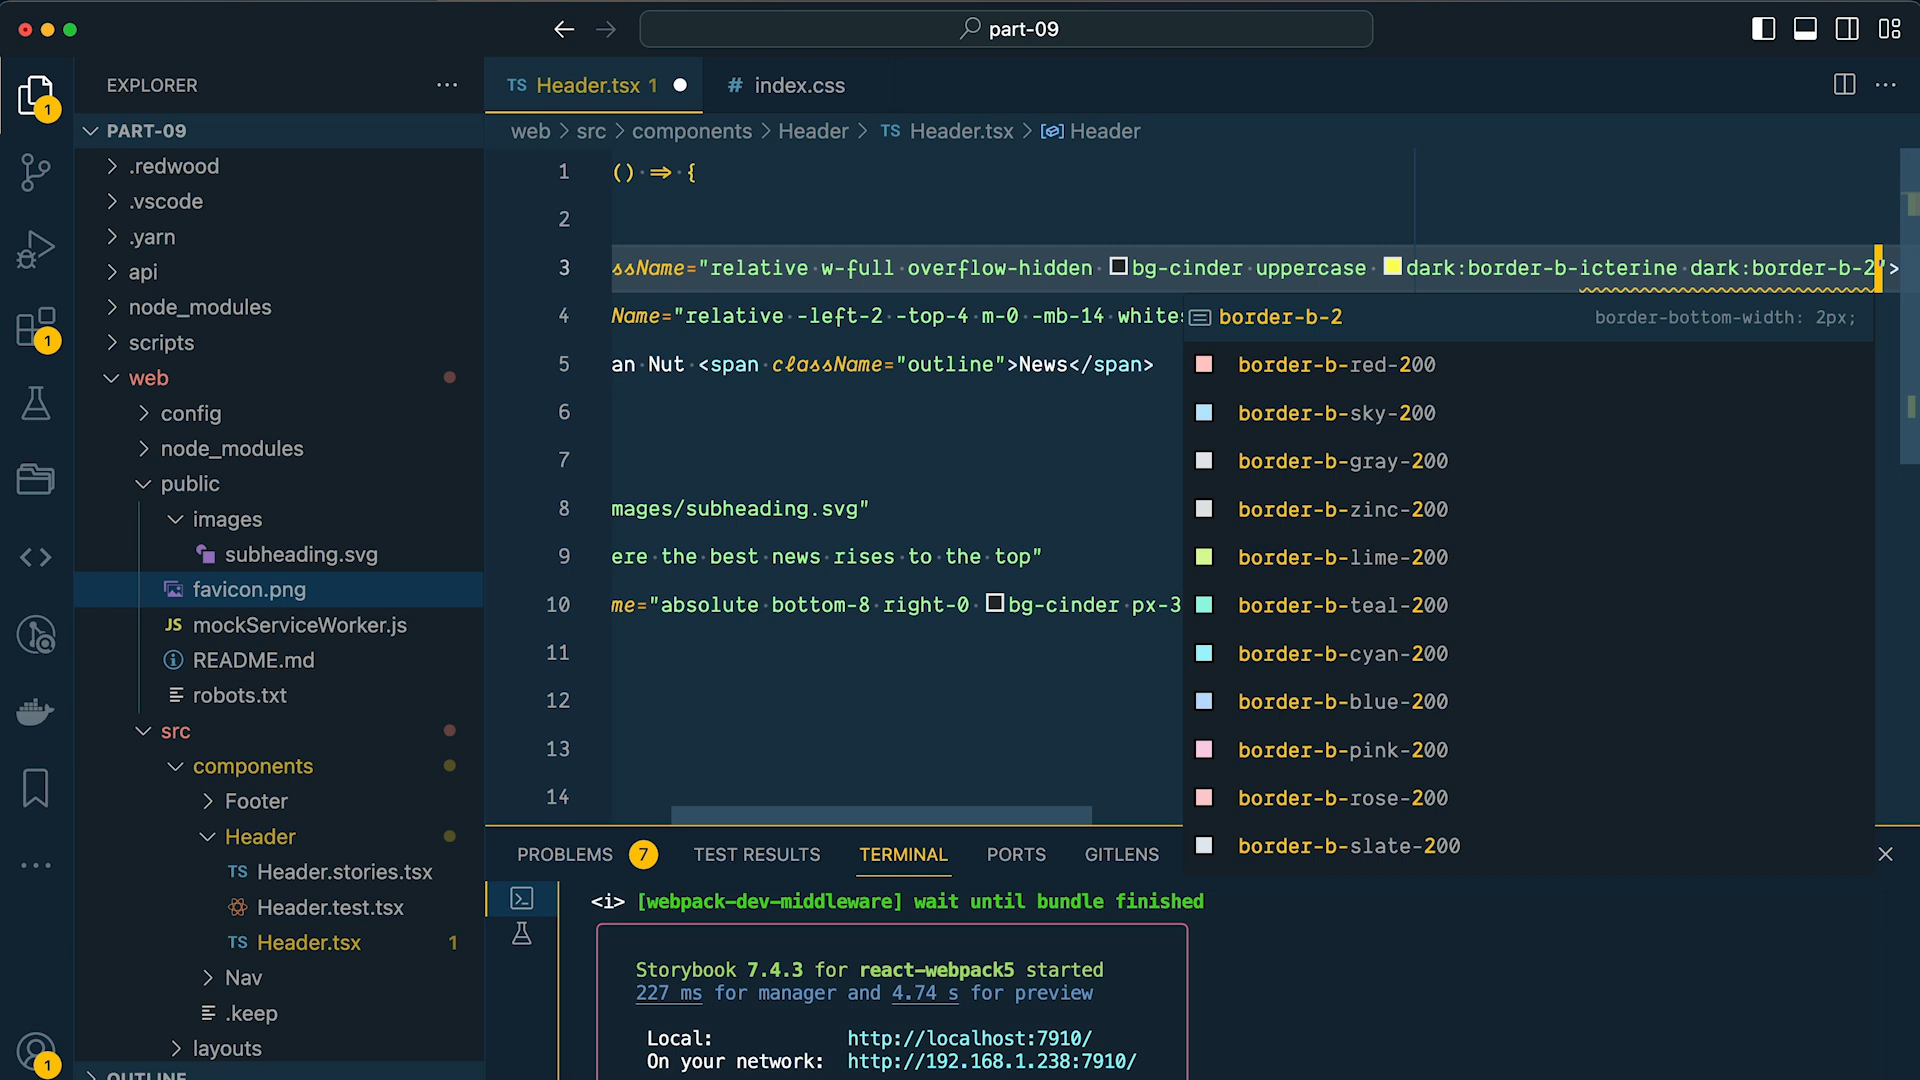 part-09
1
EXPLORER
PART-09
.redwood
.vscode
.yarn
api
node_modules
scripts
web
config
node_modules
public
images
subheading.svg
favicon.png
JS mockServiceWorker.js
README.md
robots.txt
src
components
Footer
Header
TS Header.stories.tsx
Header.test.tsx
TS Header.tsx 1
Nav
.keep
layouts
OUTLINE
1
1
TS Header.tsx 1
# index.css
web > src > components > Header > TS Header.tsx > Header
1 () ⇒ {
2
3 ssName="relative w-full overflow-hidden bg-cinder uppercase dark:border-b-icterine dark:border-b-2">
4 Name="relative -left-2 -top-4 m-0 -mb-14 whites
5 an Nut <span className="outline">News</span>
6
7
8 mages/subheading.svg"
9 ere the best news rises to the top"
10 me="absolute bottom-8 right-0 bg-cinder px-3
11
12
13
14
border-b-2 border-bottom-width: 2px;
border-b-red-200
border-b-sky-200
border-b-gray-200
border-b-zinc-200
border-b-lime-200
border-b-teal-200
border-b-cyan-200
border-b-blue-200
border-b-pink-200
border-b-rose-200
border-b-slate-200
PROBLEMS 7 TEST RESULTS TERMINAL PORTS GITLENS
<i> [webpack-dev-middleware] wait until bundle finished
Storybook 7.4.3 for react-webpack5 started
227 ms for manager and 4.74 s for preview
Local: http://localhost:7910/
On your network: http://192.168.1.238:7910/